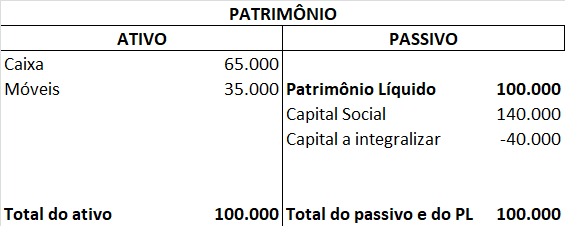 PATRIMÔNIO
ATIVO PASSIVO
Caixa 65.000
Móveis 35.000 Patrimônio Líquido 100.000
Capital Social 140.000
Capital a integralizar -40.000
Total do ativo 100.000 Total do passivo e do PL 100.000